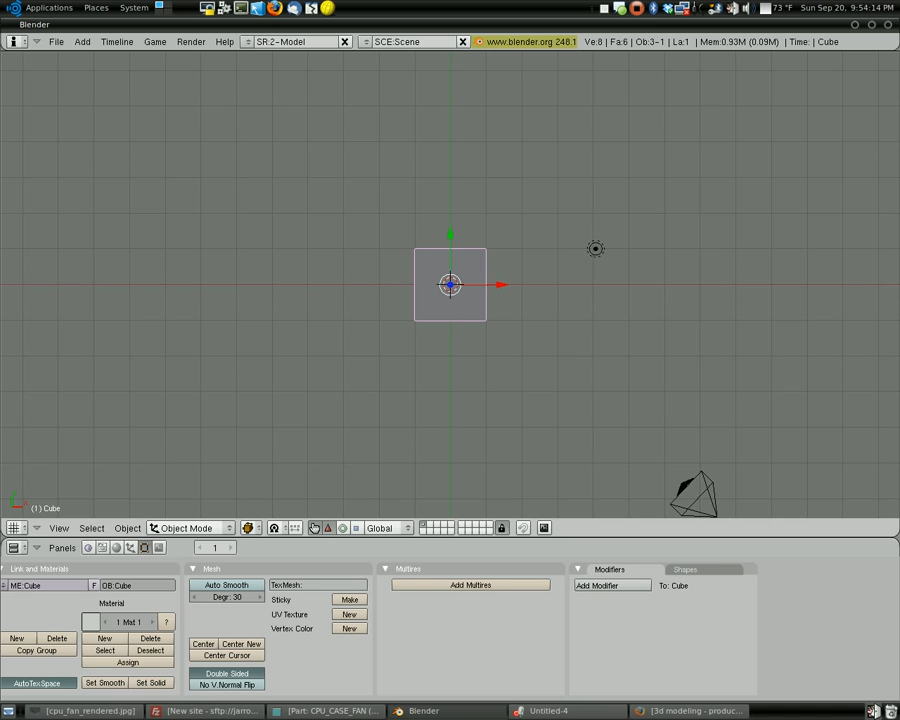 Applications Places System 73 °F Sun Sep 20, 9:54:14 PM
Blender
File Add Timeline Game Render Help SR:2-Model SCE:Scene www.blender.org 248.1 Ve:8 | Fa:6 | Ob:3-1 | La:1 | Mem:0.93M (0.09M) | Time: | Cube
(1) Cube
View Select Object Object Mode Global
Panels 1
Link and Materials Mesh Multires Modifiers Shapes
ME:Cube F OB:Cube Auto Smooth TexMesh: Add Multires Add Modifier To: Cube
Degr: 30
Material Sticky Make
1 Mat 1 ? UV Texture New
Vertex Color New
New Delete New Delete Center Center New
Copy Group Select Deselect Center Cursor
Assign
Double Sided
AutoTexSpace Set Smooth Set Solid No V.Normal Flip
[cpu_fan_rendered.jpg] [New site - sftp://jarro... [Part: CPU_CASE_FAN (... Blender Untitled-4 [3d modeling - produc...